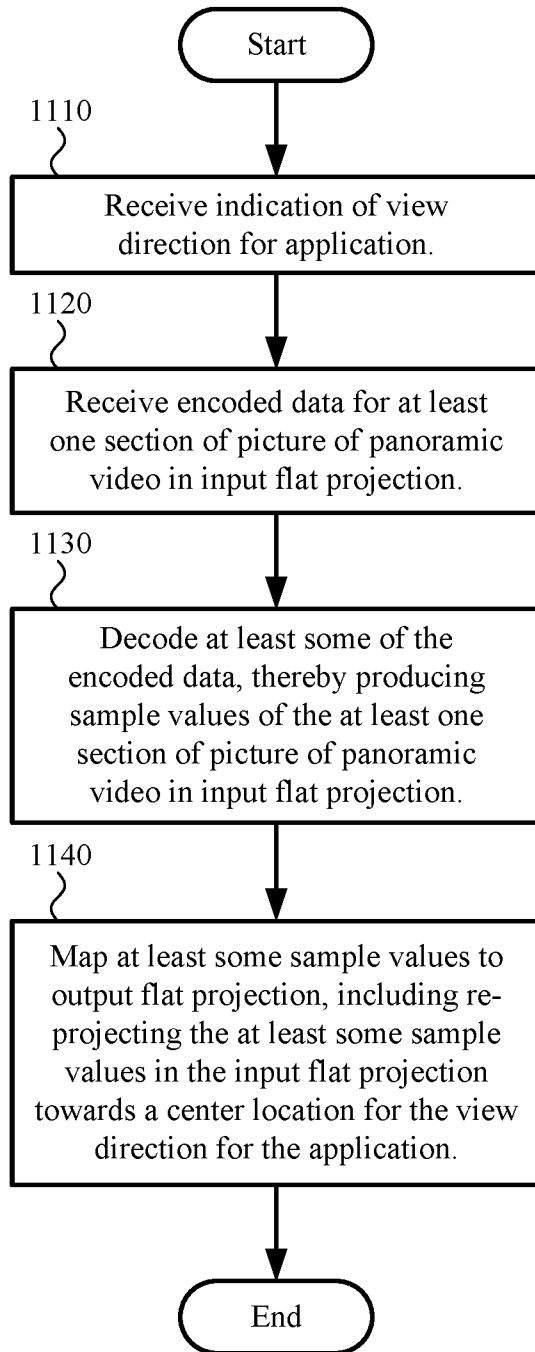 Start
1110
Receive indication of view
direction for application.
1120
Receive encoded data for at least
one section of picture of panoramic
video in input flat projection.
1130
Decode at least some of the
encoded data, thereby producing
sample values of the at least one
section of picture of panoramic
video in input flat projection.
1140
Map at least some sample values to
output flat projection, including re-
projecting the at least some sample
values in the input flat projection
towards a center location for the view
direction for the application.
End